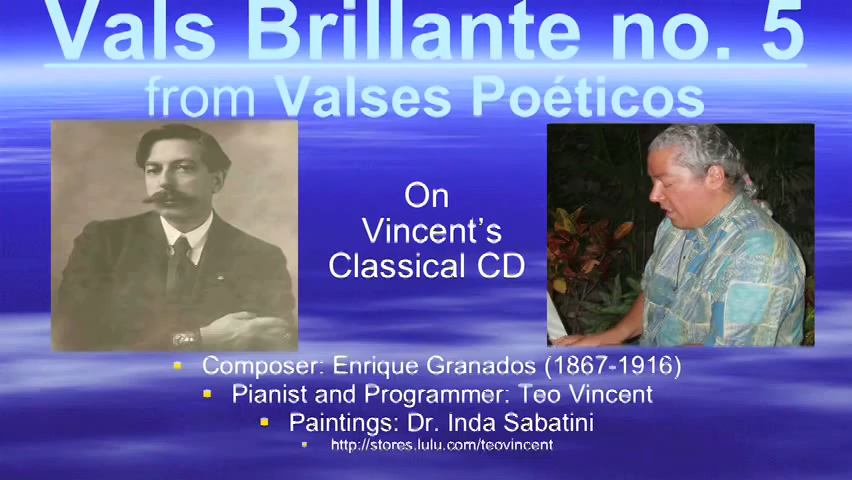 Vals Brillante no. 5
from Valses Poéticos
On
Vincent's
Classical CD
Composer: Enrique Granados (1867-1916)
Pianist and Programmer: Teo Vincent
Paintings: Dr. Inda Sabatini
http://stores.lulu.com/teovincent